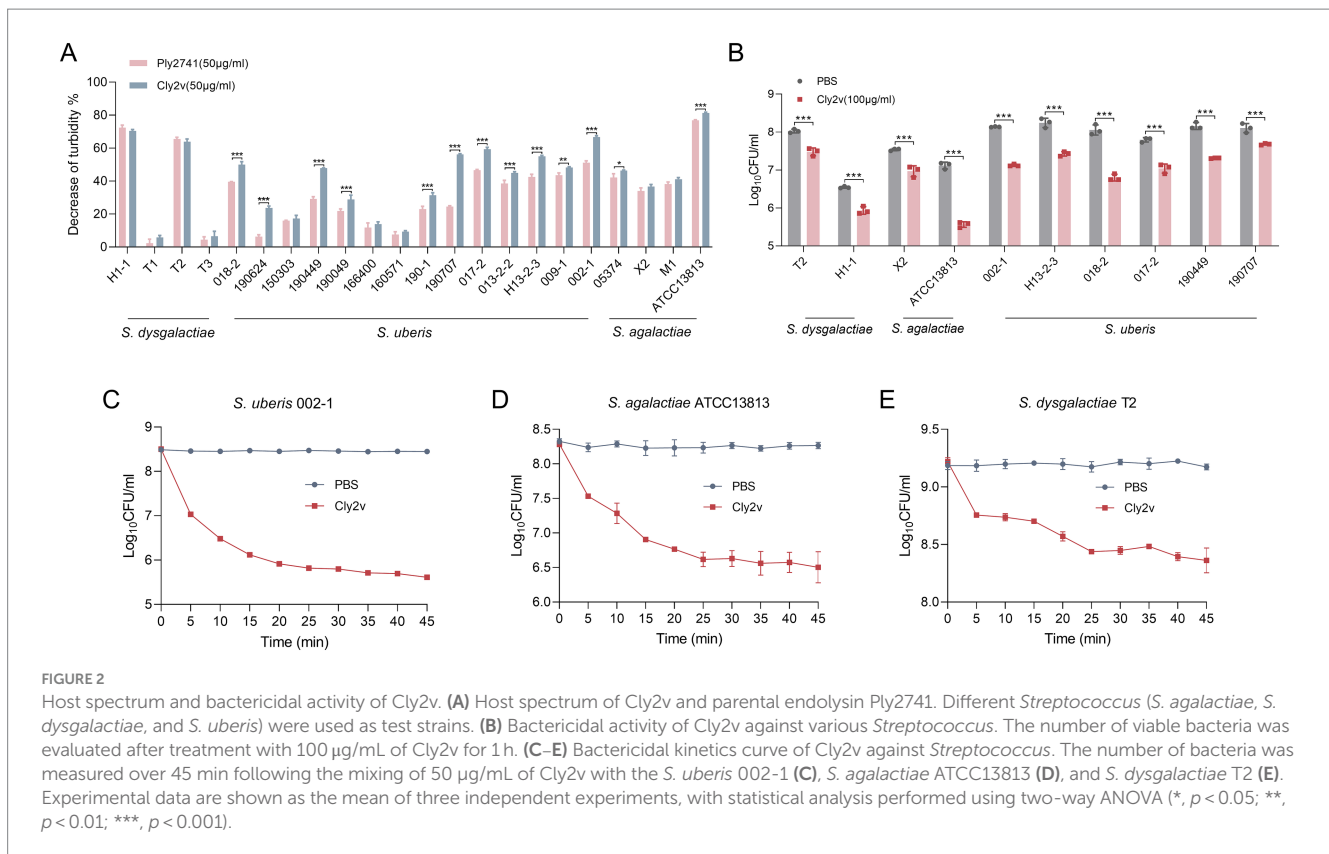 A
Ply2741(50μg/ml)
Cly2v(50μg/ml)
Decrease of turbidity %
100
80
60
40
20
0
*** *** *** *** *** *** *** *** *** ** *** * ***
H1-1 T1 T2 T3 018-2 190624 150303 190449 190049 166400 160571 190-1 190707 017-2 013-2-2 H13-2-3 009-1 002-1 05374 X2 M1 ATCC13813
S. dysgalactiae S. uberis S. agalactiae
B
PBS
Cly2v(100μg/ml)
Log10CFU/ml
9
8
7
6
5
*** *** *** *** *** *** *** *** *** ***
T2 H1-1 X2 ATCC13813 002-1 H13-2-3 018-2 017-2 190449 190707
S. dysgalactiae S. agalactiae S. uberis
C
S. uberis 002-1
Log10CFU/ml
9
8
7
6
5
PBS
Cly2v
0 5 10 15 20 25 30 35 40 45
Time (min)
D
S. agalactiae ATCC13813
Log10CFU/ml
8.5
8.0
7.5
7.0
6.5
6.0
PBS
Cly2v
0 5 10 15 20 25 30 35 40 45
Time (min)
E
S. dysgalactiae T2
Log10CFU/ml
9.5
9.0
8.5
8.0
PBS
Cly2v
0 5 10 15 20 25 30 35 40 45
Time (min)
FIGURE 2
Host spectrum and bactericidal activity of Cly2v. (A) Host spectrum of Cly2v and parental endolysin Ply2741. Different Streptococcus (S. agalactiae, S.
dysgalactiae, and S. uberis) were used as test strains. (B) Bactericidal activity of Cly2v against various Streptococcus. The number of viable bacteria was
evaluated after treatment with 100 μg/mL of Cly2v for 1 h. (C–E) Bactericidal kinetics curve of Cly2v against Streptococcus. The number of bacteria was
measured over 45 min following the mixing of 50 μg/mL of Cly2v with the S. uberis 002-1 (C), S. agalactiae ATCC13813 (D), and S. dysgalactiae T2 (E).
Experimental data are shown as the mean of three independent experiments, with statistical analysis performed using two-way ANOVA (*, p < 0.05; **,
p < 0.01; ***, p < 0.001).